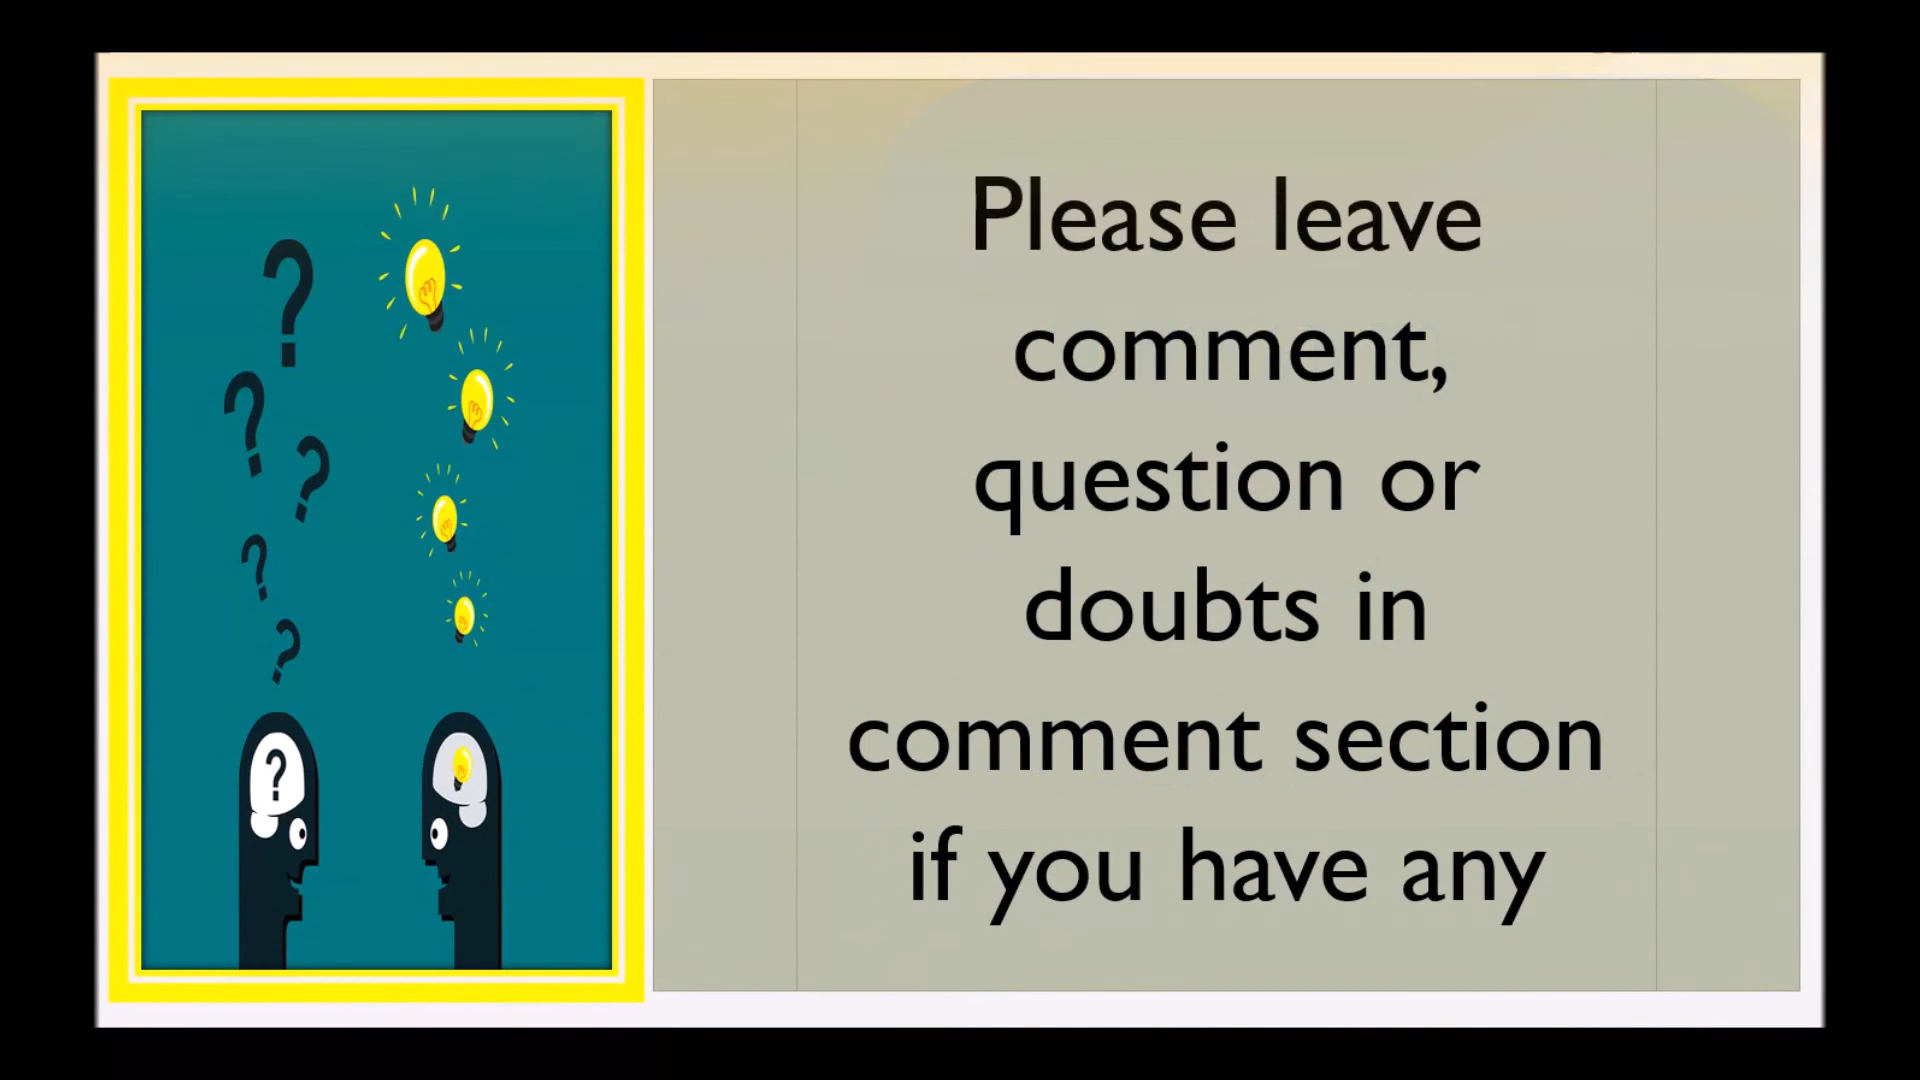 Please leave
comment,
question or
doubts in
comment section
if you have any
?
?
?
?
?
?